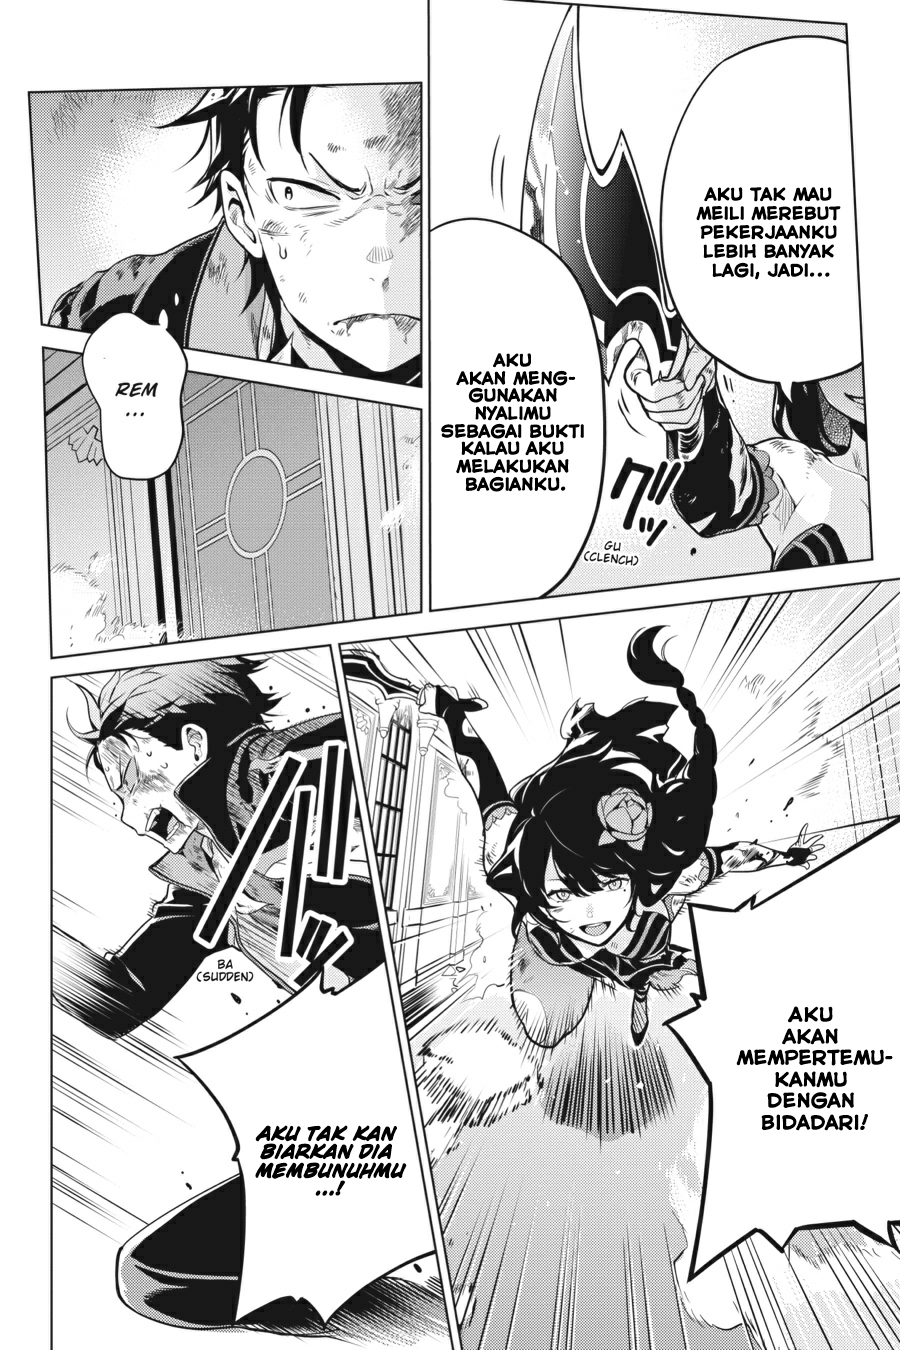 AKU TAK MAU
MEILI MEREBUT
PEKERJAANKU
LEBIH BANYAK
LAGI, JADI...
AKU
AKAN MENG-
GUNAKAN
NYALIMU
SEBAGAI BUKTI
KALAU AKU
MELAKUKAN
BAGIANKU.
グッ
GU
(CLENCH)
REM
...
AKU
AKAN
MEMPERTEMU-
KANMU
DENGAN
BIDADARI!
バッ
BA
(SUDDEN)
AKU TAK KAN
BIARKAN DIA
MEMBUNUHMU
...!